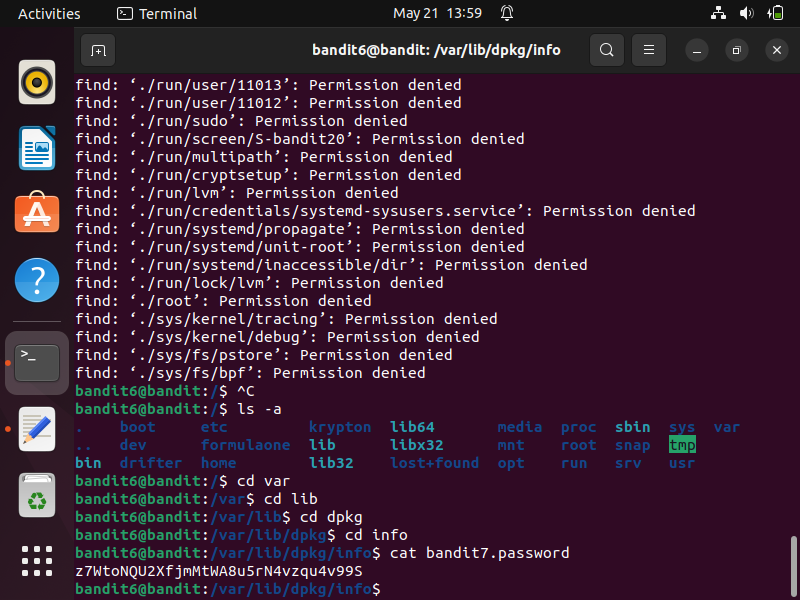 Activities Terminal May 21 13:59
bandit6@bandit: /var/lib/dpkg/info
find: ‘./run/user/11013’: Permission denied
find: ‘./run/user/11012’: Permission denied
find: ‘./run/sudo’: Permission denied
find: ‘./run/screen/S-bandit20’: Permission denied
find: ‘./run/multipath’: Permission denied
find: ‘./run/cryptsetup’: Permission denied
find: ‘./run/lvm’: Permission denied
find: ‘./run/credentials/systemd-sysusers.service’: Permission denied
find: ‘./run/systemd/propagate’: Permission denied
find: ‘./run/systemd/unit-root’: Permission denied
find: ‘./run/systemd/inaccessible/dir’: Permission denied
find: ‘./run/lock/lvm’: Permission denied
find: ‘./root’: Permission denied
find: ‘./sys/kernel/tracing’: Permission denied
find: ‘./sys/kernel/debug’: Permission denied
find: ‘./sys/fs/pstore’: Permission denied
find: ‘./sys/fs/bpf’: Permission denied
bandit6@bandit:/$ ^C
bandit6@bandit:/$ ls -a
. boot etc krypton lib64 media proc sbin sys var
.. dev formulaone lib libx32 mnt root snap tmp
bin drifter home lib32 lost+found opt run srv usr
bandit6@bandit:/$ cd var
bandit6@bandit:/var$ cd lib
bandit6@bandit:/var/lib$ cd dpkg
bandit6@bandit:/var/lib/dpkg$ cd info
bandit6@bandit:/var/lib/dpkg/info$ cat bandit7.password
z7WtoNQU2XfjmMtWA8u5rN4vzqu4v99S
bandit6@bandit:/var/lib/dpkg/info$